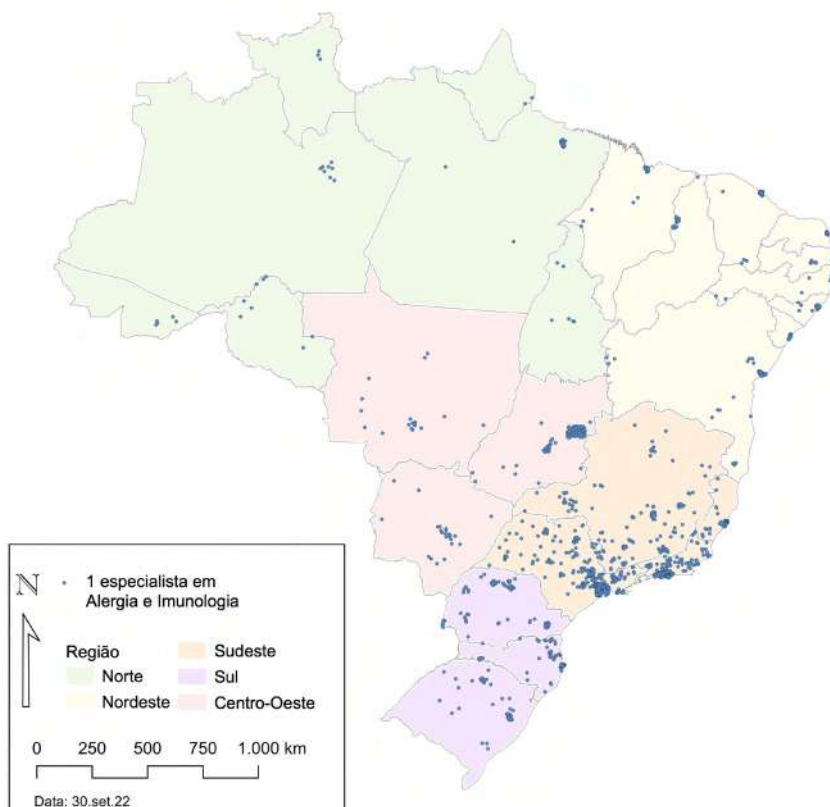 N
1 especialista em
Alergia e Imunologia
Região
Norte
Nordeste
Sudeste
Sul
Centro-Oeste
0 250 500 750 1.000 km
Data: 30.set.22